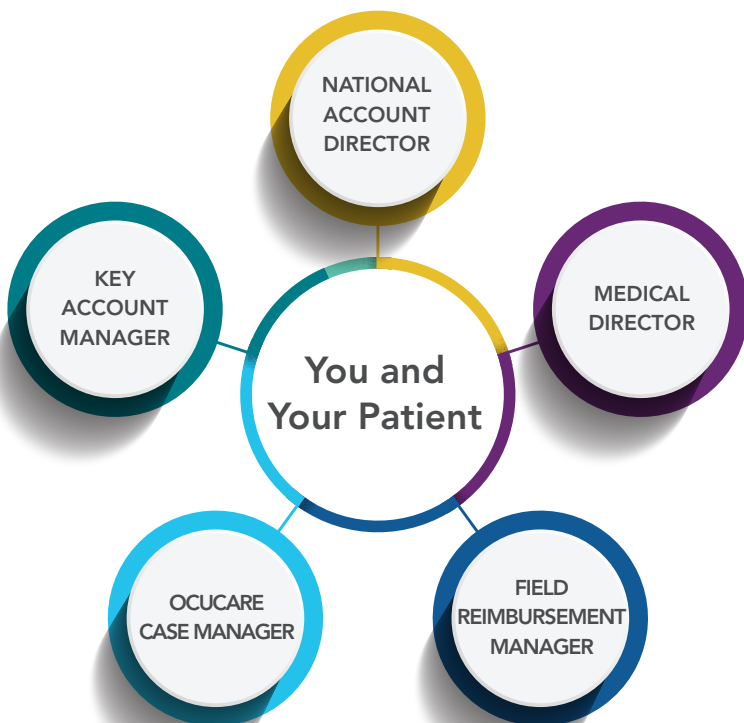 NATIONAL
ACCOUNT
DIRECTOR
KEY
ACCOUNT
MANAGER
MEDICAL
DIRECTOR
You and
Your Patient
OCUCARE
CASE MANAGER
FIELD
REIMBURSEMENT
MANAGER